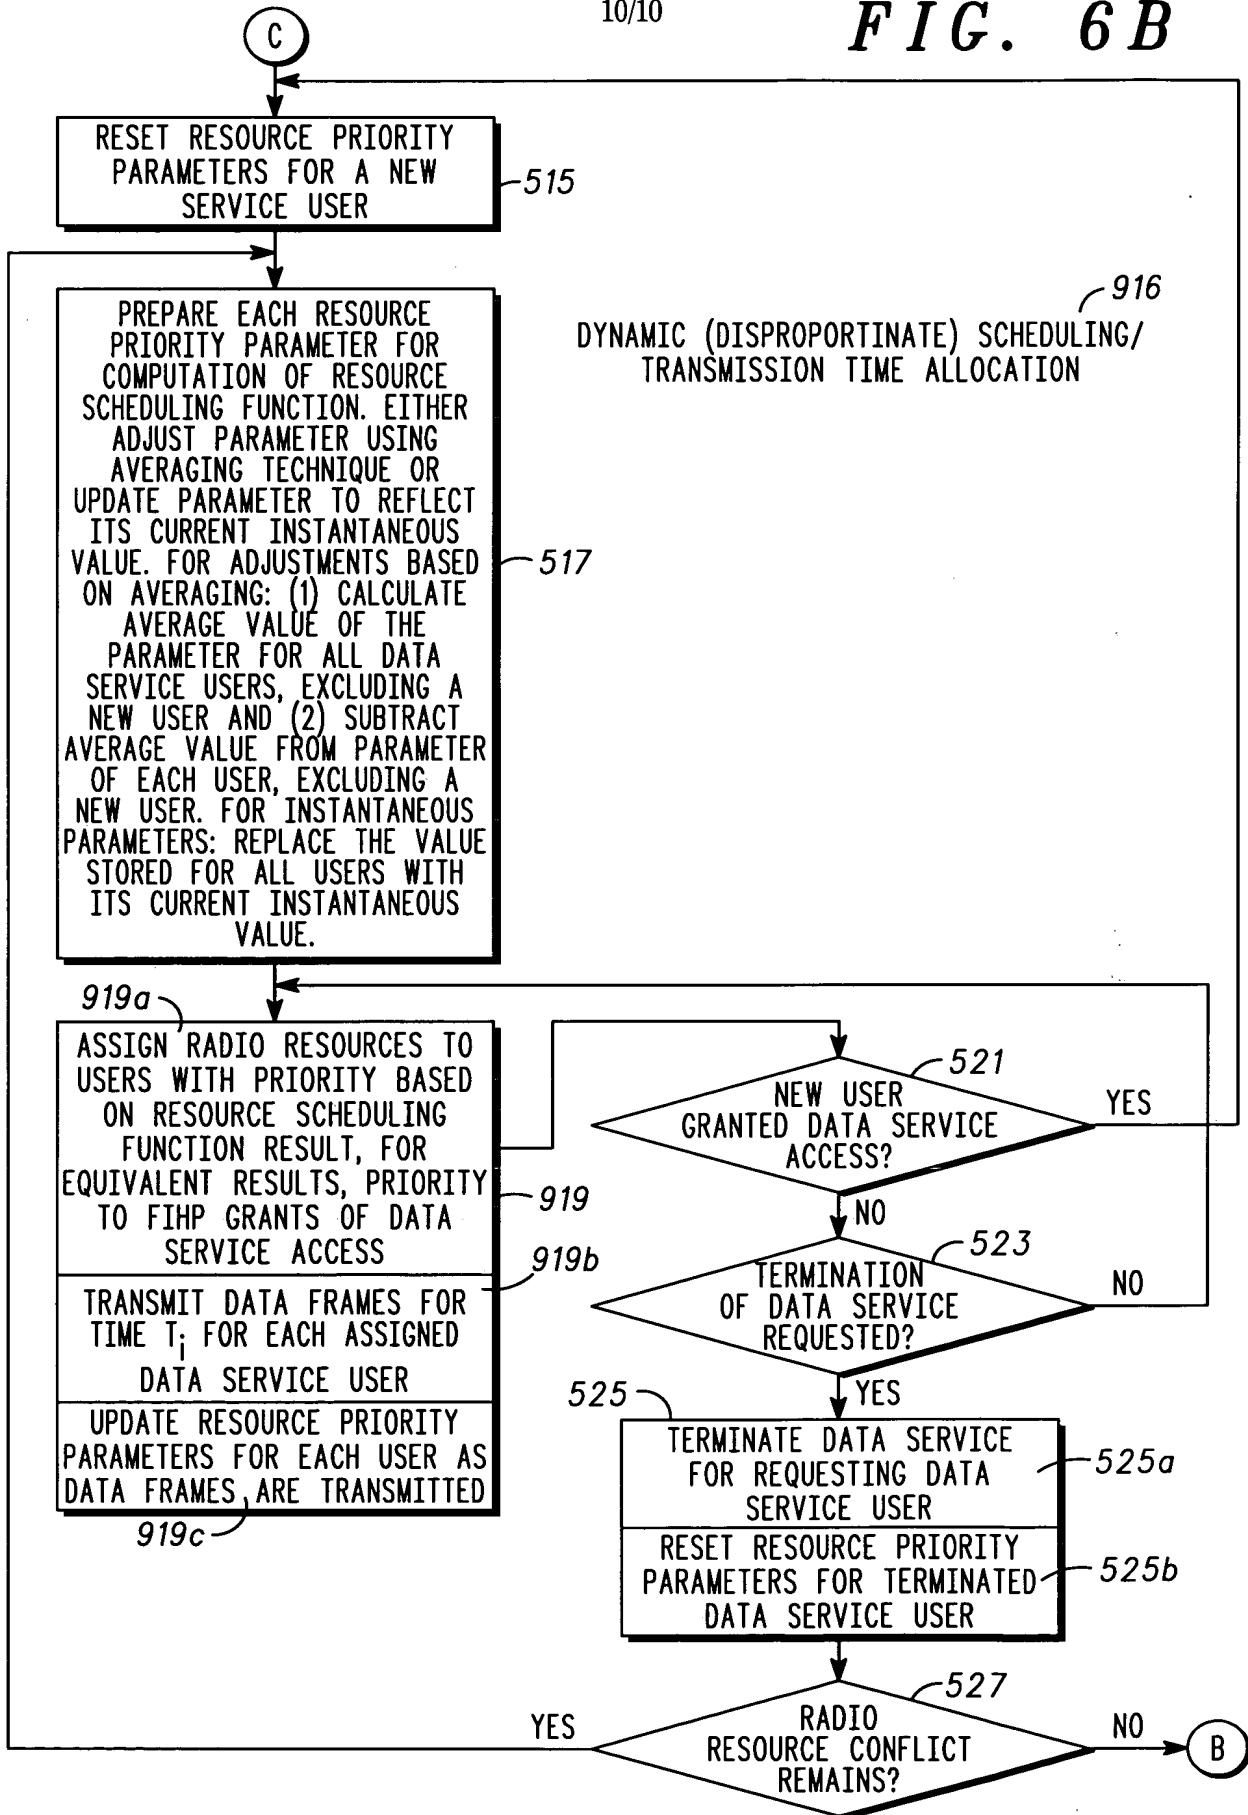 10/10
FIG. 6B
C
RESET RESOURCE PRIORITY
PARAMETERS FOR A NEW
SERVICE USER
515
916
DYNAMIC (DISPROPORTINATE) SCHEDULING/
TRANSMISSION TIME ALLOCATION
PREPARE EACH RESOURCE
PRIORITY PARAMETER FOR
COMPUTATION OF RESOURCE
SCHEDULING FUNCTION. EITHER
ADJUST PARAMETER USING
AVERAGING TECHNIQUE OR
UPDATE PARAMETER TO REFLECT
ITS CURRENT INSTANTANEOUS
VALUE. FOR ADJUSTMENTS BASED
ON AVERAGING: (1) CALCULATE
AVERAGE VALUE OF THE
PARAMETER FOR ALL DATA
SERVICE USERS, EXCLUDING A
NEW USER AND (2) SUBTRACT
AVERAGE VALUE FROM PARAMETER
OF EACH USER, EXCLUDING A
NEW USER. FOR INSTANTANEOUS
PARAMETERS: REPLACE THE VALUE
STORED FOR ALL USERS WITH
ITS CURRENT INSTANTANEOUS
VALUE.
517
919a
ASSIGN RADIO RESOURCES TO
USERS WITH PRIORITY BASED
ON RESOURCE SCHEDULING
FUNCTION RESULT, FOR
EQUIVALENT RESULTS, PRIORITY
TO FIHP GRANTS OF DATA
SERVICE ACCESS
919
919b
TRANSMIT DATA FRAMES FOR
TIME Ti FOR EACH ASSIGNED
DATA SERVICE USER
UPDATE RESOURCE PRIORITY
PARAMETERS FOR EACH USER AS
DATA FRAMES ARE TRANSMITTED
919c
521
NEW USER
GRANTED DATA SERVICE
ACCESS?
YES
NO
523
TERMINATION
OF DATA SERVICE
REQUESTED?
NO
YES
525
TERMINATE DATA SERVICE
FOR REQUESTING DATA
SERVICE USER
525a
RESET RESOURCE PRIORITY
PARAMETERS FOR TERMINATED
DATA SERVICE USER
525b
527
RADIO
RESOURCE CONFLICT
REMAINS?
YES
NO
B